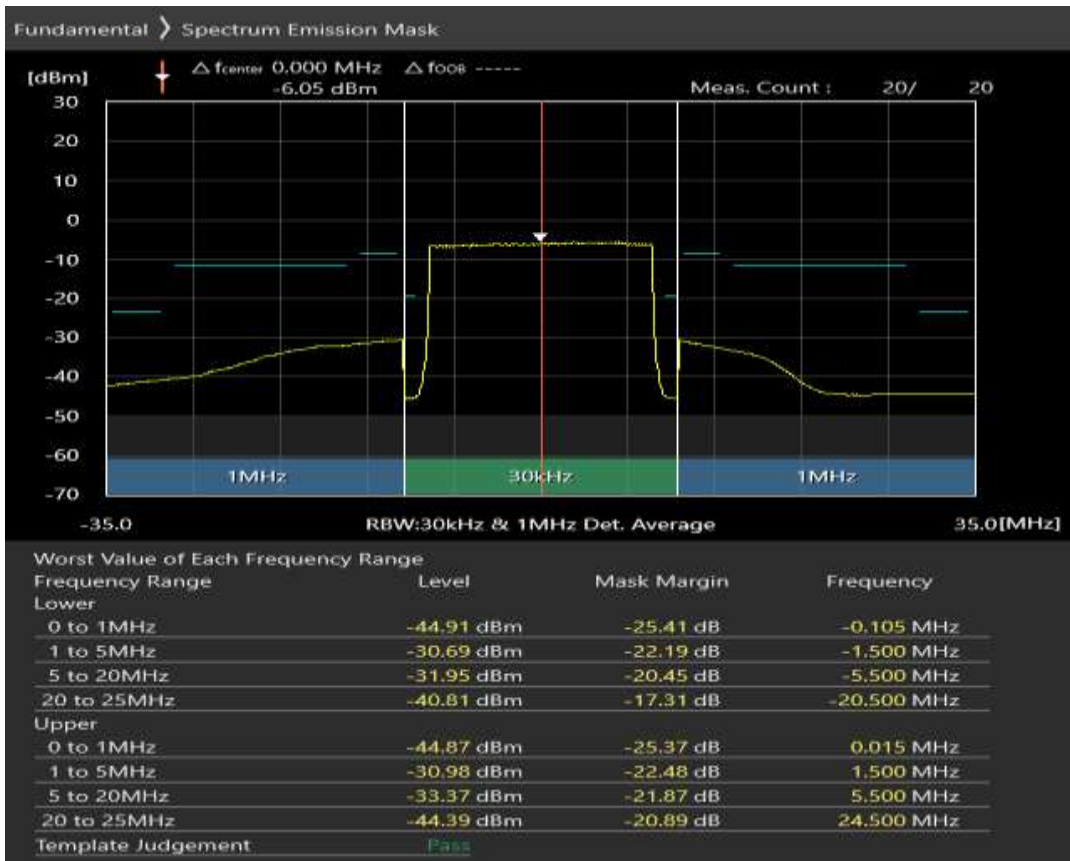 Fundamental 〉 Spectrum Emission Mask
[dBm] △ fcenter 0.000 MHz △ fOOB -----
-6.05 dBm Meas. Count : 20/ 20
30
20
10
0
-10
-20
-30
-40
-50
-60
-70
1MHz 30kHz 1MHz
-35.0 RBW:30kHz & 1MHz Det. Average 35.0[MHz]
Worst Value of Each Frequency Range
Frequency Range Level Mask Margin Frequency
Lower
0 to 1MHz -44.91 dBm -25.41 dB -0.105 MHz
1 to 5MHz -30.69 dBm -22.19 dB -1.500 MHz
5 to 20MHz -31.95 dBm -20.45 dB -5.500 MHz
20 to 25MHz -40.81 dBm -17.31 dB -20.500 MHz
Upper
0 to 1MHz -44.87 dBm -25.37 dB 0.015 MHz
1 to 5MHz -30.98 dBm -22.48 dB 1.500 MHz
5 to 20MHz -33.37 dBm -21.87 dB 5.500 MHz
20 to 25MHz -44.39 dBm -20.89 dB 24.500 MHz
Template Judgement Pass